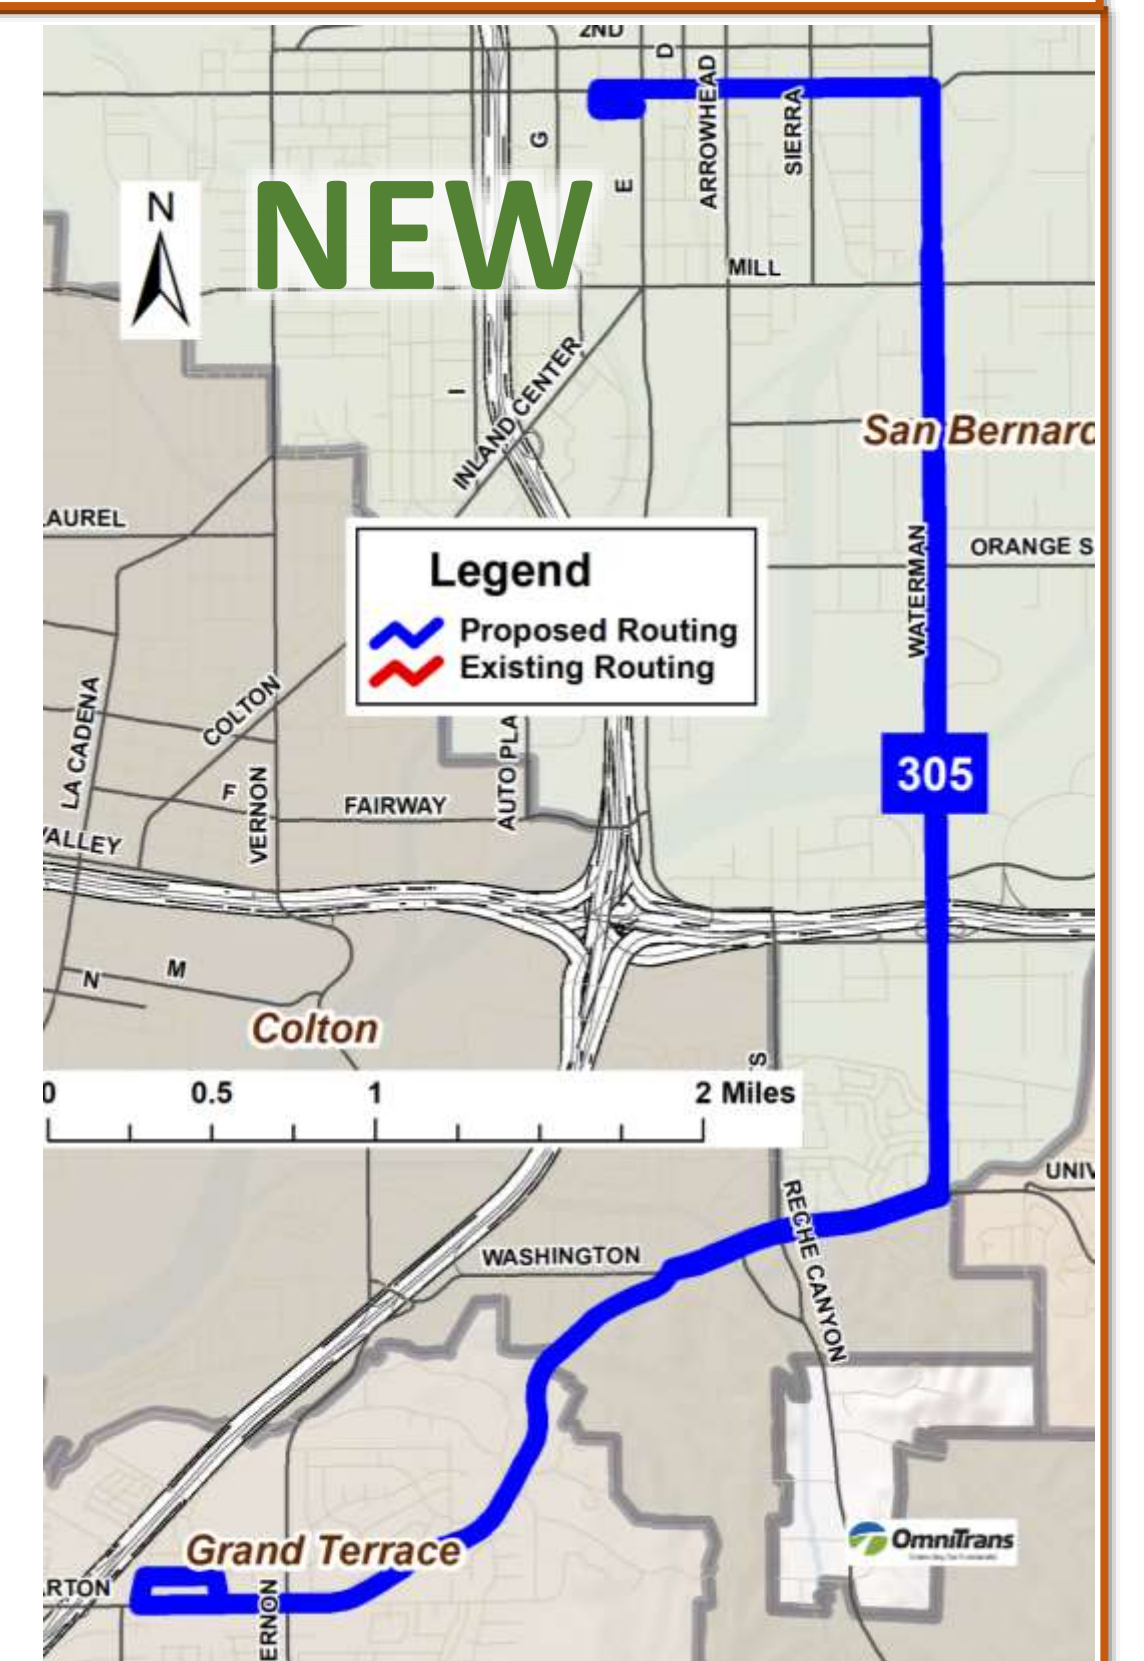 2ND
D
ARROWHEAD
SIERRA
G
E
N
NEW
MILL
I
INLAND CENTER
San Bernard
AUREL
Legend
Proposed Routing
Existing Routing
WATERMAN
ORANGE S
LA CADENA
COLTON
F
VERNON
FAIRWAY
AUTO PLA
305
VALLEY
N
M
Colton
S
0 0.5 1 2 Miles
UNIV
RECHE CANYON
WASHINGTON
OmniTrans
Grand Terrace
ARTON
ERNON